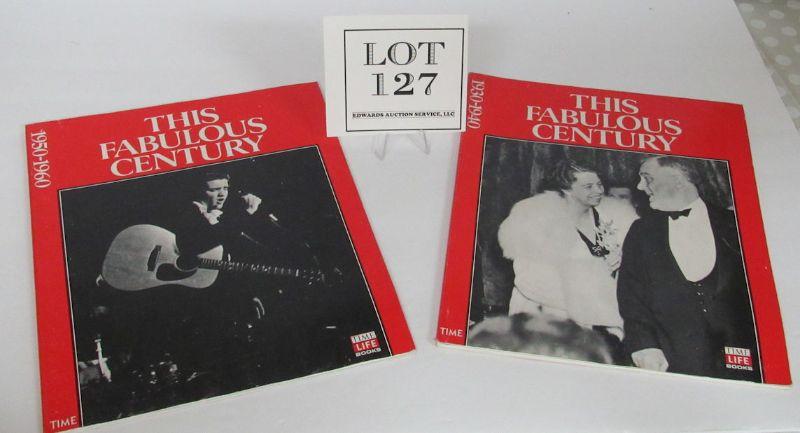 LOT
127
EDWARDS AUCTION SERVICE, LLC
1950-1960
THIS
FABULOUS
CENTURY
TIME
LIFE
BOOKS
TIME
1930-1940
THIS
FABULOUS
CENTURY
TIME
TIME
LIFE
BOOKS